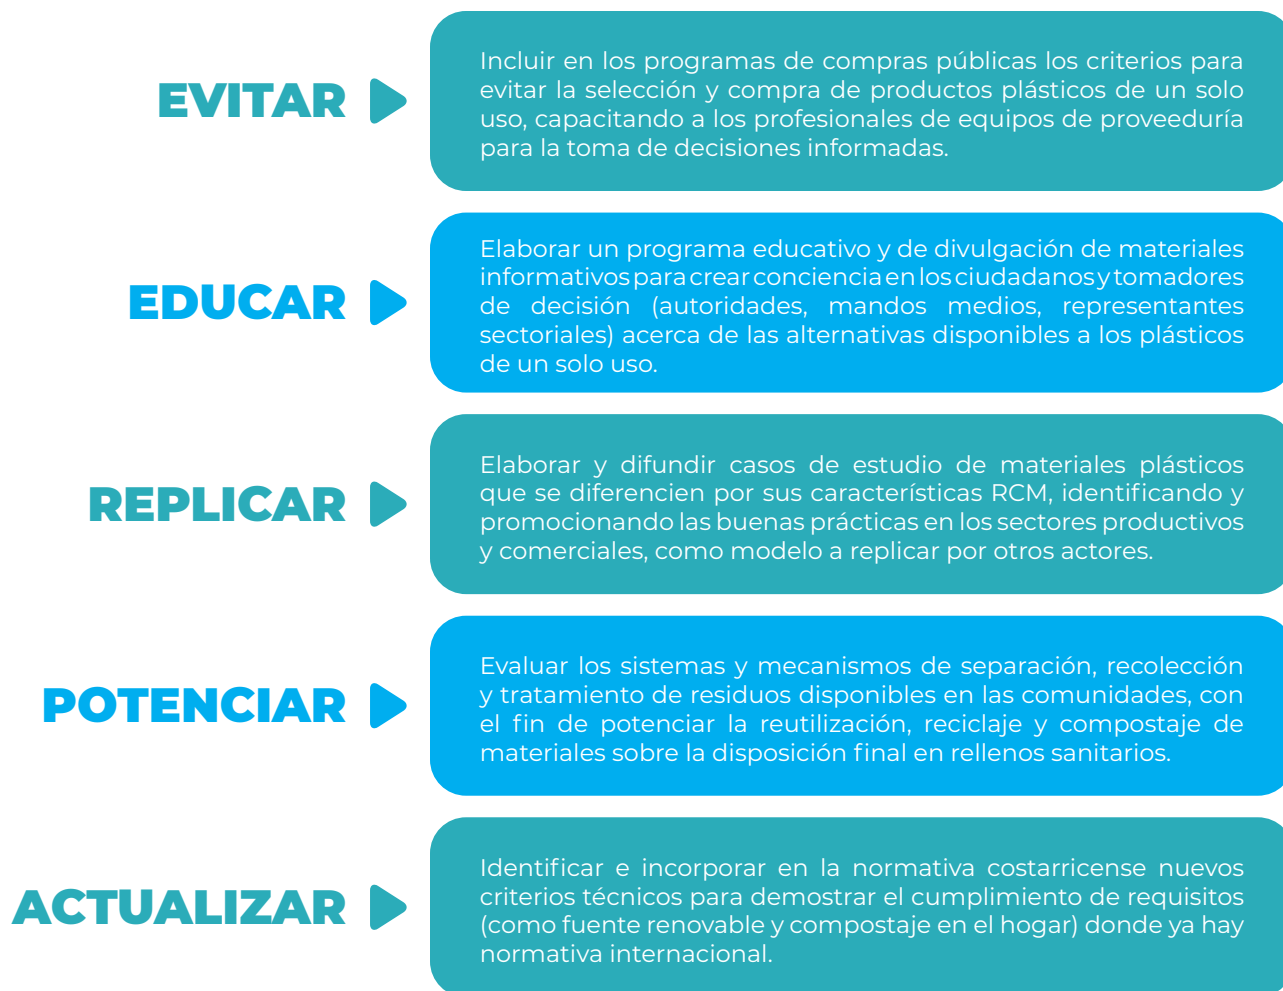 EVITAR
Incluir en los programas de compras públicas los criterios para
evitar la selección y compra de productos plásticos de un solo
uso, capacitando a los profesionales de equipos de proveeduría
para la toma de decisiones informadas.
EDUCAR
Elaborar un programa educativo y de divulgación de materiales
informativos para crear conciencia en los ciudadanos y tomadores
de decisión (autoridades, mandos medios, representantes
sectoriales) acerca de las alternativas disponibles a los plásticos
de un solo uso.
REPLICAR
Elaborar y difundir casos de estudio de materiales plásticos
que se diferencien por sus características RCM, identificando y
promocionando las buenas prácticas en los sectores productivos
y comerciales, como modelo a replicar por otros actores.
POTENCIAR
Evaluar los sistemas y mecanismos de separación, recolección
y tratamiento de residuos disponibles en las comunidades, con
el fin de potenciar la reutilización, reciclaje y compostaje de
materiales sobre la disposición final en rellenos sanitarios.
ACTUALIZAR
Identificar e incorporar en la normativa costarricense nuevos
criterios técnicos para demostrar el cumplimiento de requisitos
(como fuente renovable y compostaje en el hogar) donde ya hay
normativa internacional.